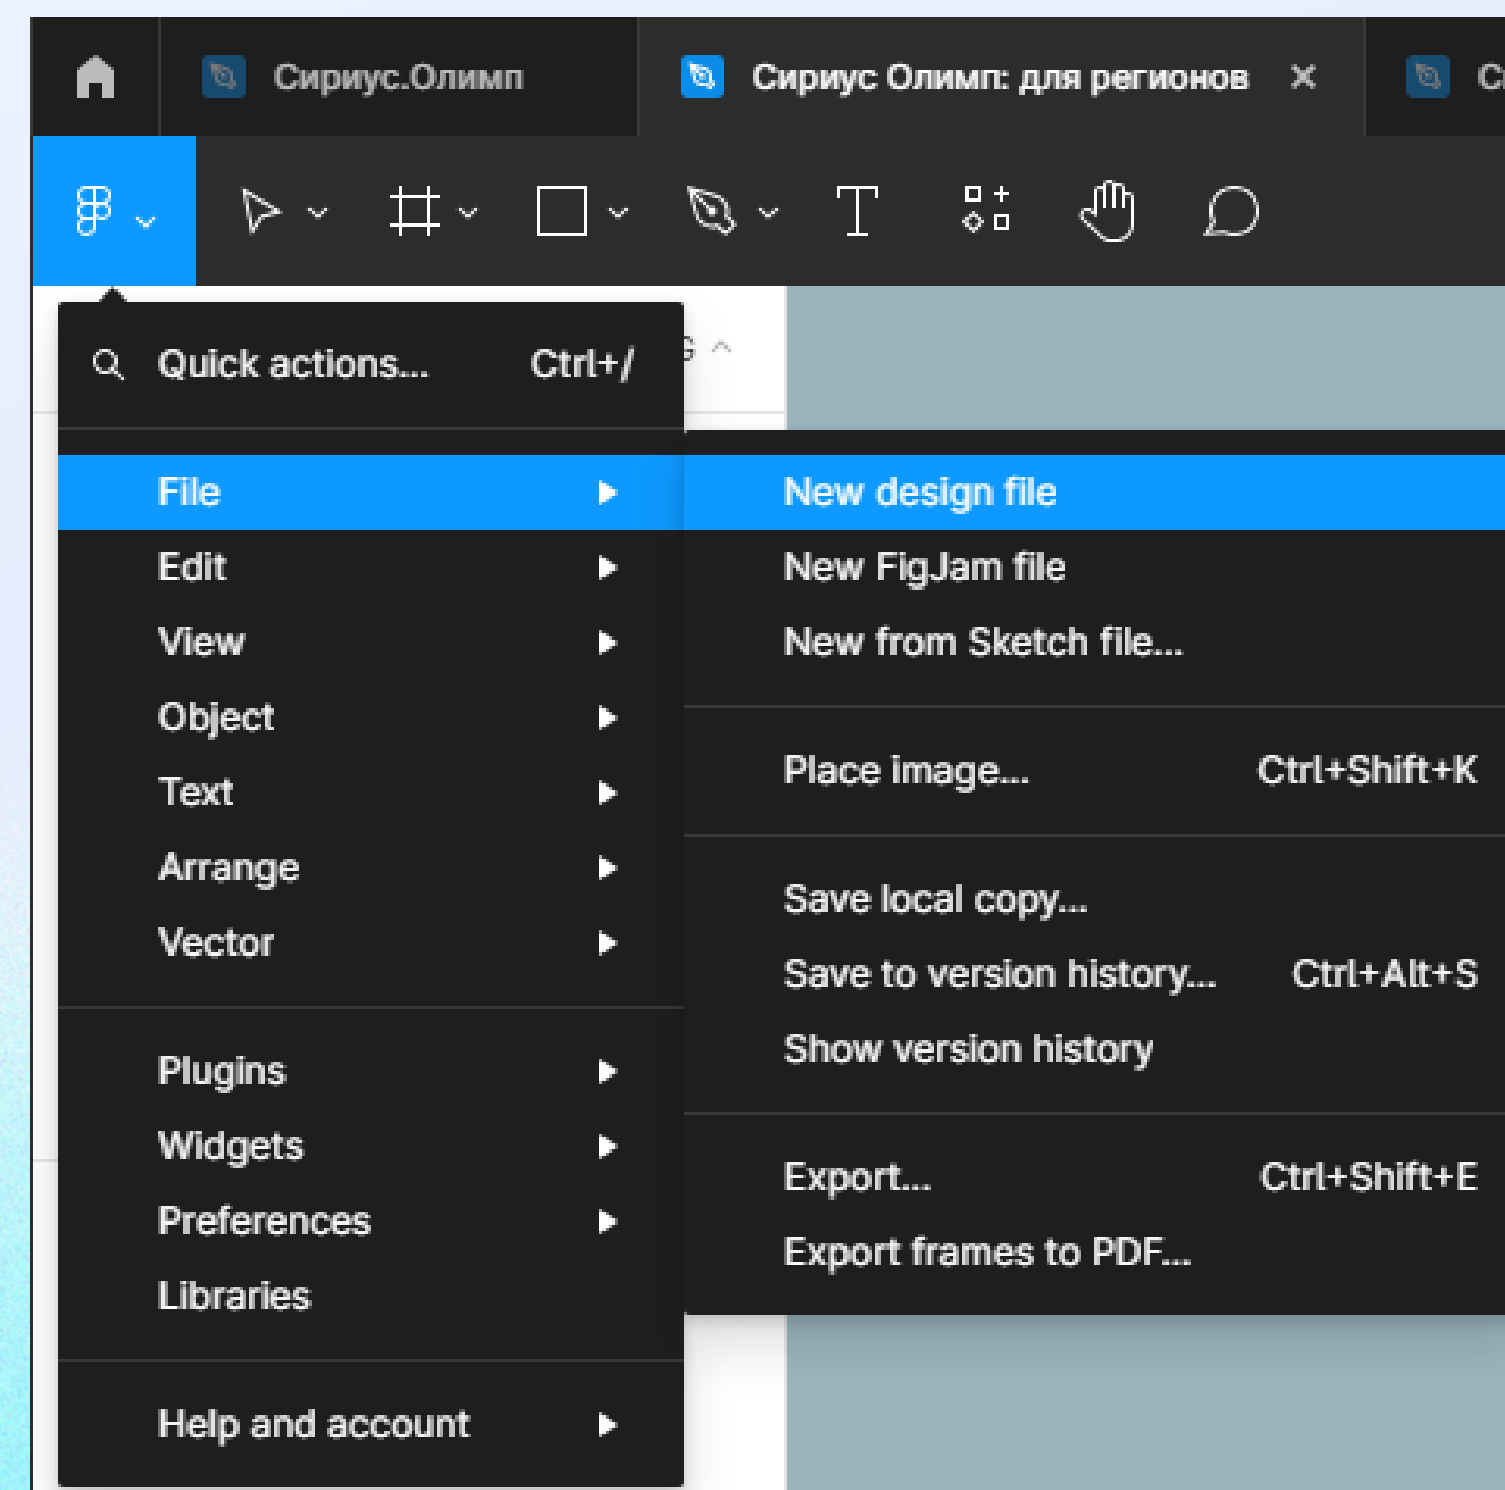 Сириус.Олимп
Сириус Олимп: для регионов
Quick actions... Ctrl+/
File
Edit
View
Object
Text
Arrange
Vector
Plugins
Widgets
Preferences
Libraries
Help and account
New design file
New FigJam file
New from Sketch file...
Place image... Ctrl+Shift+K
Save local copy...
Save to version history... Ctrl+Alt+S
Show version history
Export... Ctrl+Shift+E
Export frames to PDF...